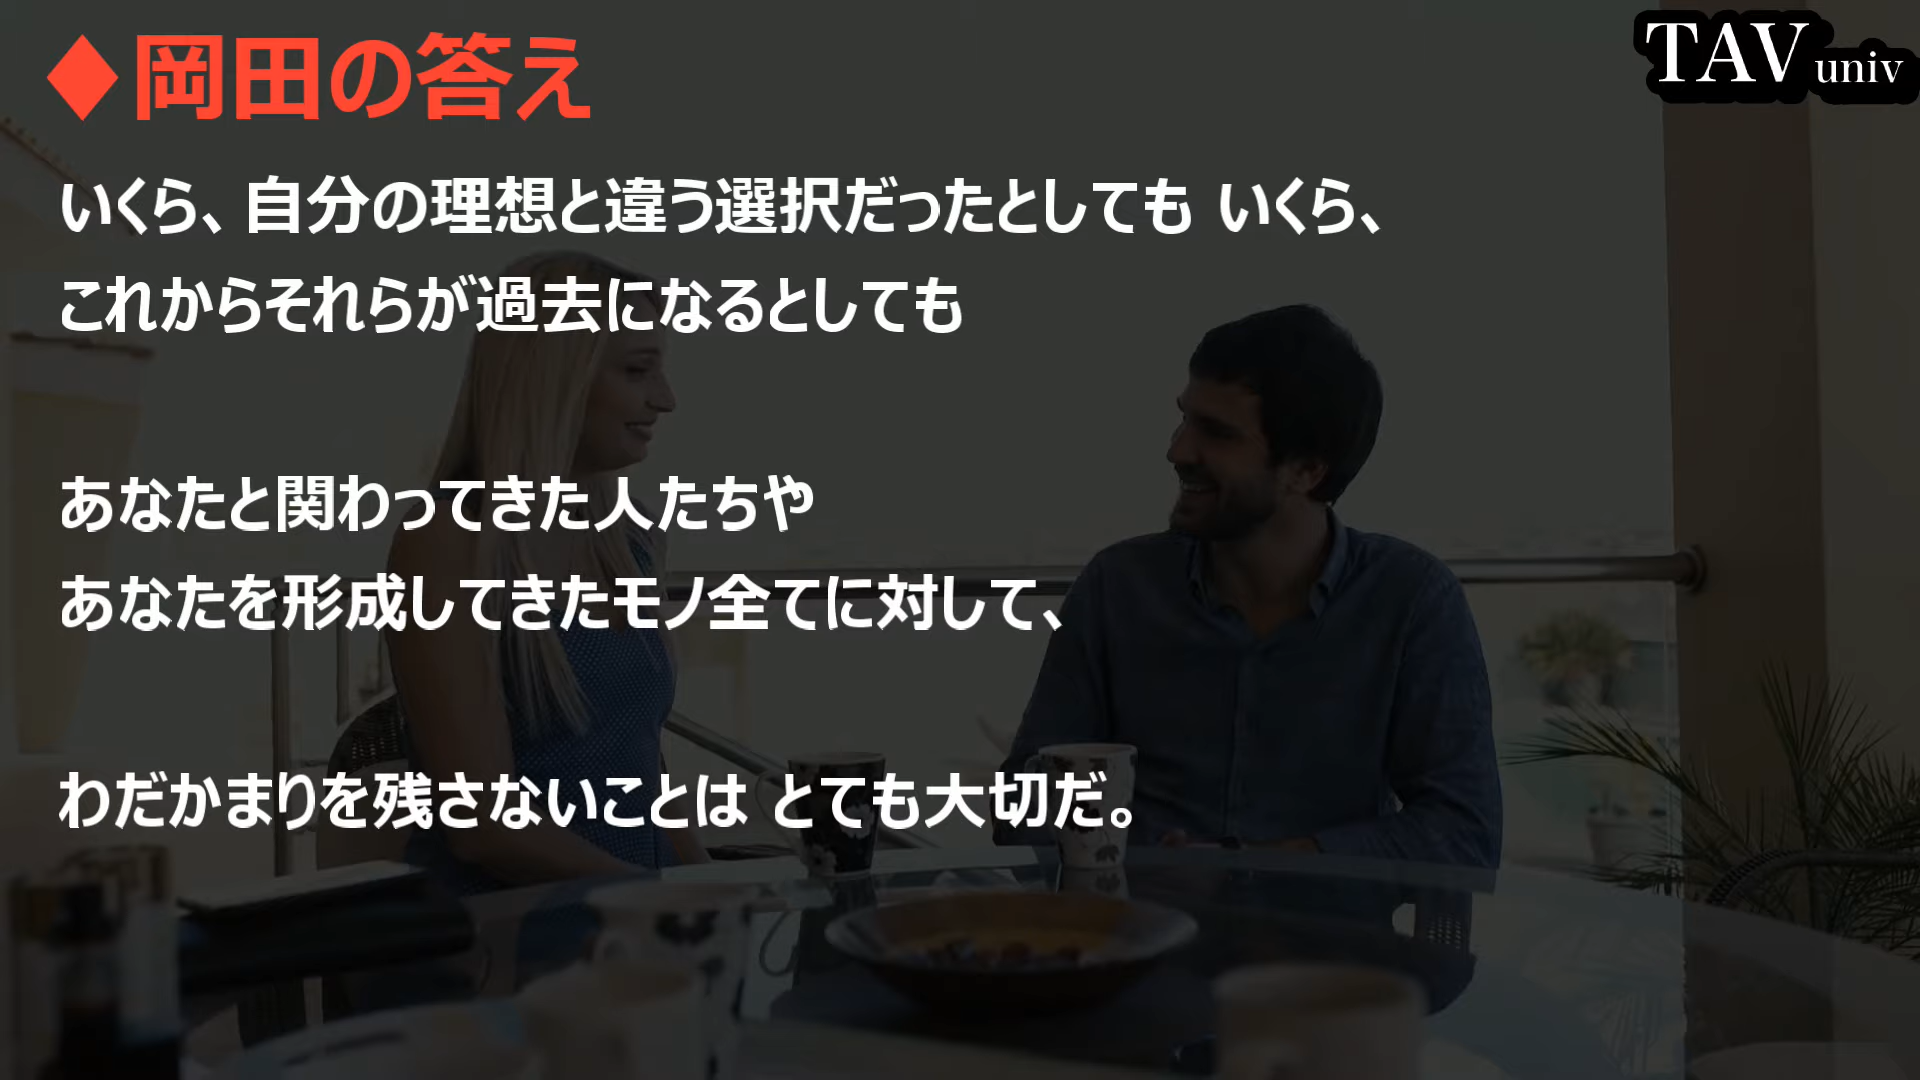 ♦岡田の答え
TAV univ
いくら、自分の理想と違う選択だったとしても いくら、
これからそれらが過去になるとしても
あなたと関わってきた人たちや
あなたを形成してきたモノ全てに対して、
わだかまりを残さないことは とても大切だ。